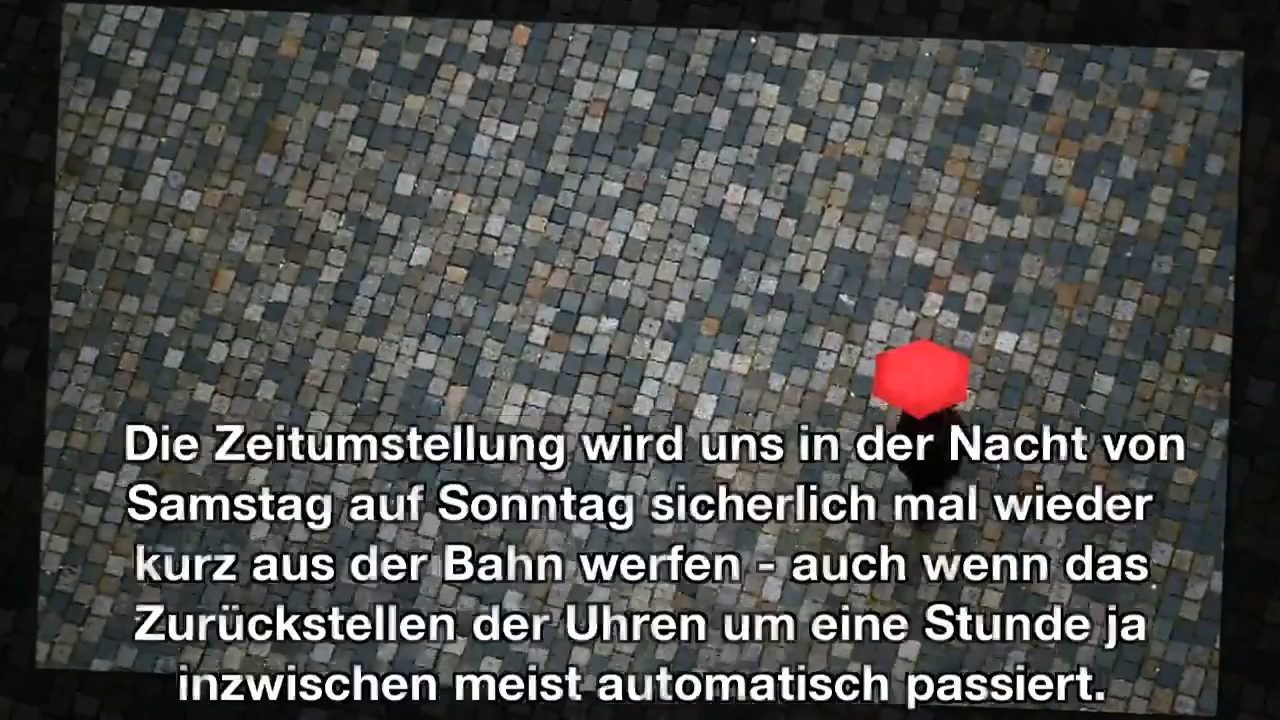 Die Zeitumstellung wird uns in der Nacht von
Samstag auf Sonntag sicherlich mal wieder
kurz aus der Bahn werfen - auch wenn das
Zurückstellen der Uhren um eine Stunde ja
inzwischen meist automatisch passiert.